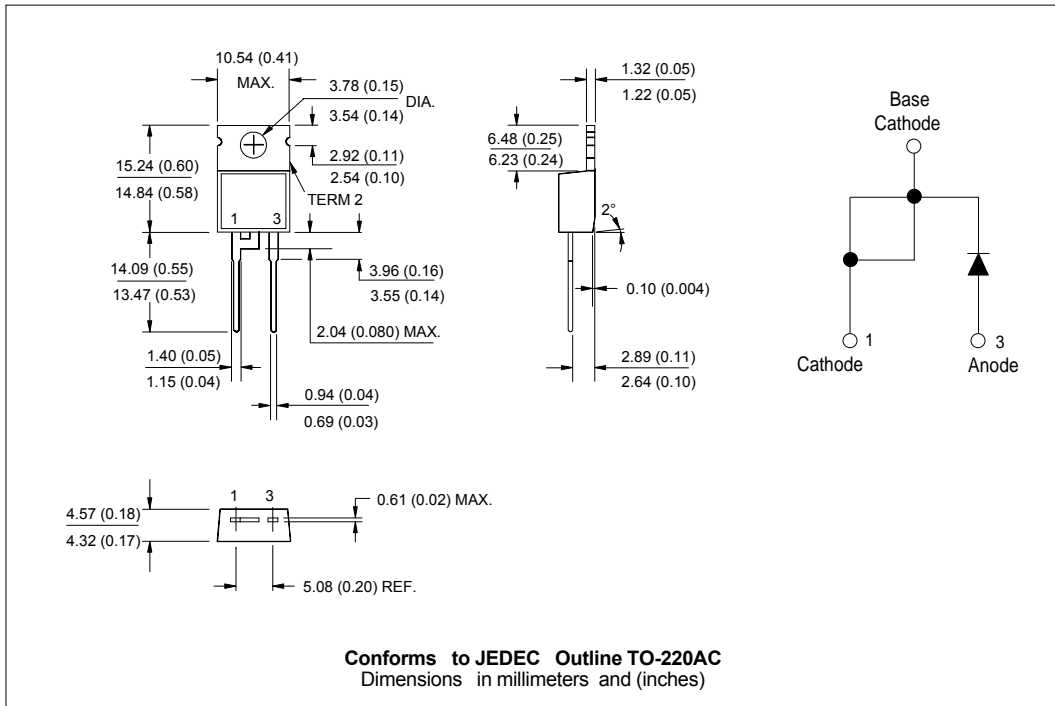 10.54 (0.41)
MAX.
3.78 (0.15)
3.54 (0.14)
DIA.
15.24 (0.60)
14.84 (0.58)
2.92 (0.11)
2.54 (0.10)
TERM 2
1 3
14.09 (0.55)
13.47 (0.53)
3.96 (0.16)
3.55 (0.14)
2.04 (0.080) MAX.
1.40 (0.05)
1.15 (0.04)
0.94 (0.04)
0.69 (0.03)
1.32 (0.05)
1.22 (0.05)
6.48 (0.25)
6.23 (0.24)
2°
0.10 (0.004)
2.89 (0.11)
2.64 (0.10)
Base
Cathode
1
Cathode
3
Anode
1 3
4.57 (0.18)
4.32 (0.17)
0.61 (0.02) MAX.
5.08 (0.20) REF.
Conforms to JEDEC Outline TO-220AC
Dimensions in millimeters and (inches)